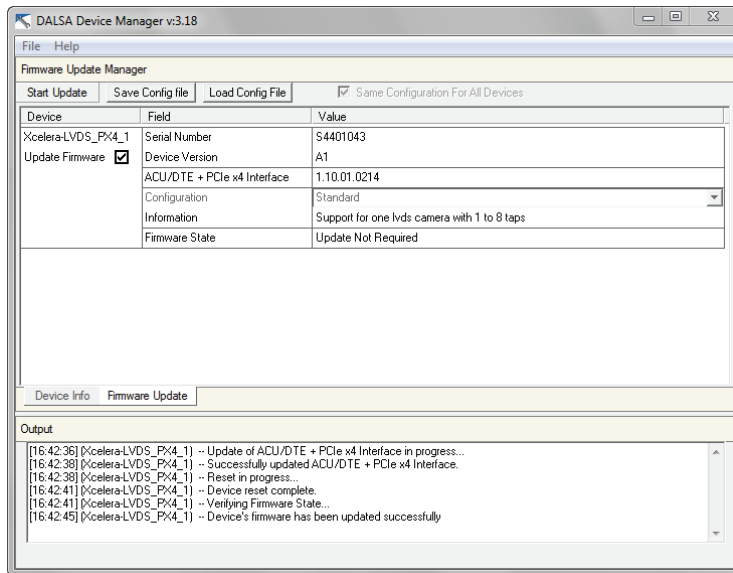 DALSA Device Manager v:3.18
File Help
Firmware Update Manager
Start Update Save Config file Load Config File Same Configuration For All Devices
Device Field Value
Xcelera-LVDS_PX4_1 Serial Number S4401043
Update Firmware Device Version A1
ACU/DTE + PCIe x4 Interface 1.10.01.0214
Configuration Standard
Information Support for one lvds camera with 1 to 8 taps
Firmware State Update Not Required
Device Info Firmware Update
Output
[16:42:36] (Xcelera-LVDS_PX4_1) -- Update of ACU/DTE + PCIe x4 Interface in progress...
[16:42:38] (Xcelera-LVDS_PX4_1) -- Successfully updated ACU/DTE + PCIe x4 Interface.
[16:42:38] (Xcelera-LVDS_PX4_1) -- Reset in progress...
[16:42:41] (Xcelera-LVDS_PX4_1) -- Device reset complete.
[16:42:41] (Xcelera-LVDS_PX4_1) -- Verifying Firmware State...
[16:42:45] (Xcelera-LVDS_PX4_1) -- Device's firmware has been updated successfully